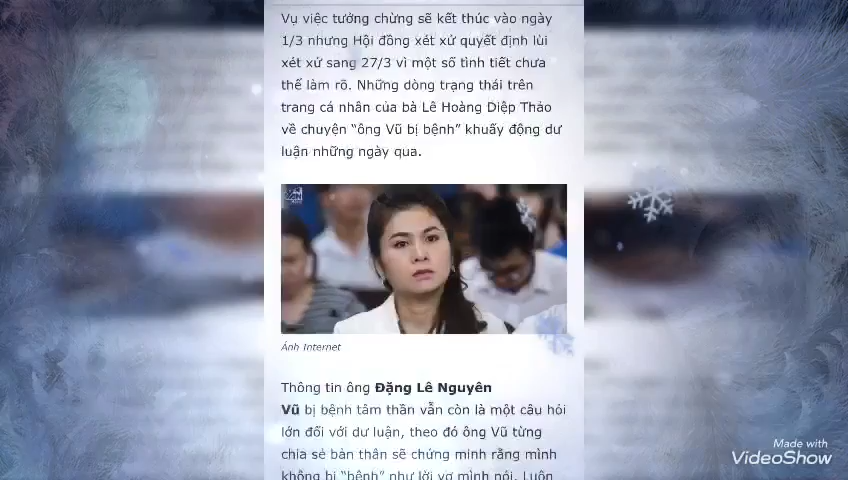 Vụ việc tưởng chừng sẽ kết thúc vào ngày
1/3 nhưng Hội đồng xét xử quyết định lùi
xét xử sang 27/3 vì một số tình tiết chưa
thể làm rõ. Những dòng trạng thái trên
trang cá nhân của bà Lê Hoàng Diệp Thảo
về chuyện “ông Vũ bị bệnh” khuấy động dư
luận những ngày qua.
Ảnh Internet
Thông tin ông Đặng Lê Nguyên
Vũ bị bệnh tâm thần vẫn còn là một câu hỏi
lớn đối với dư luận, theo đó ông Vũ từng
chia sẻ bản thân sẽ chứng minh rằng mình
không bị “bệnh” như lời vợ mình nói. Luôn
Made with
VideoShow